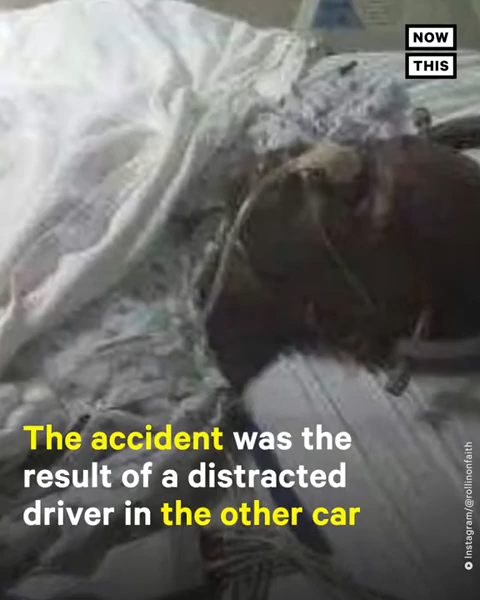 NOW
THIS
The accident was the
result of a distracted
driver in the other car
Instagram/@rollinonfaith